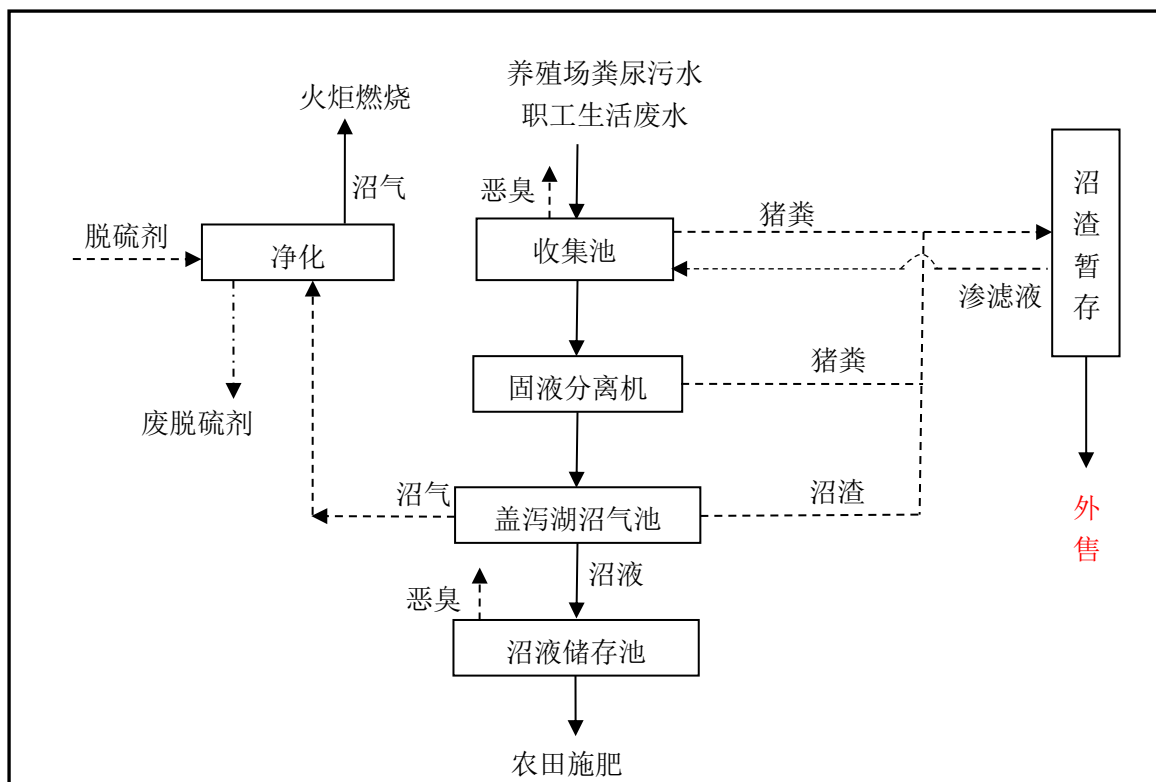 养殖场粪尿污水
职工生活废水
火炬燃烧
沼气
恶臭
猪粪
脱硫剂
净化
收集池
渗滤液
沼渣暂存
固液分离机
猪粪
废脱硫剂
沼气
盖泻湖沼气池
沼渣
外售
沼液
恶臭
沼液储存池
农田施肥